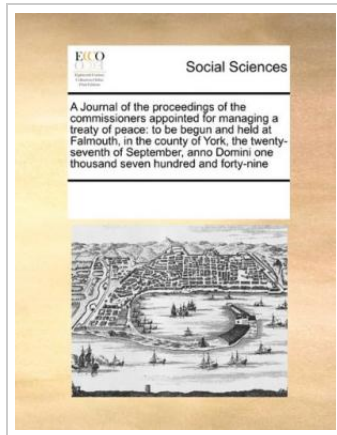 ECCO
Social Sciences
A Journal of the proceedings of the
commissioners appointed for managing a
treaty of peace: to be begun and held at
Falmouth, in the county of York, the twenty-
seventh of September, anno Domini one
thousand seven hundred and forty-nine